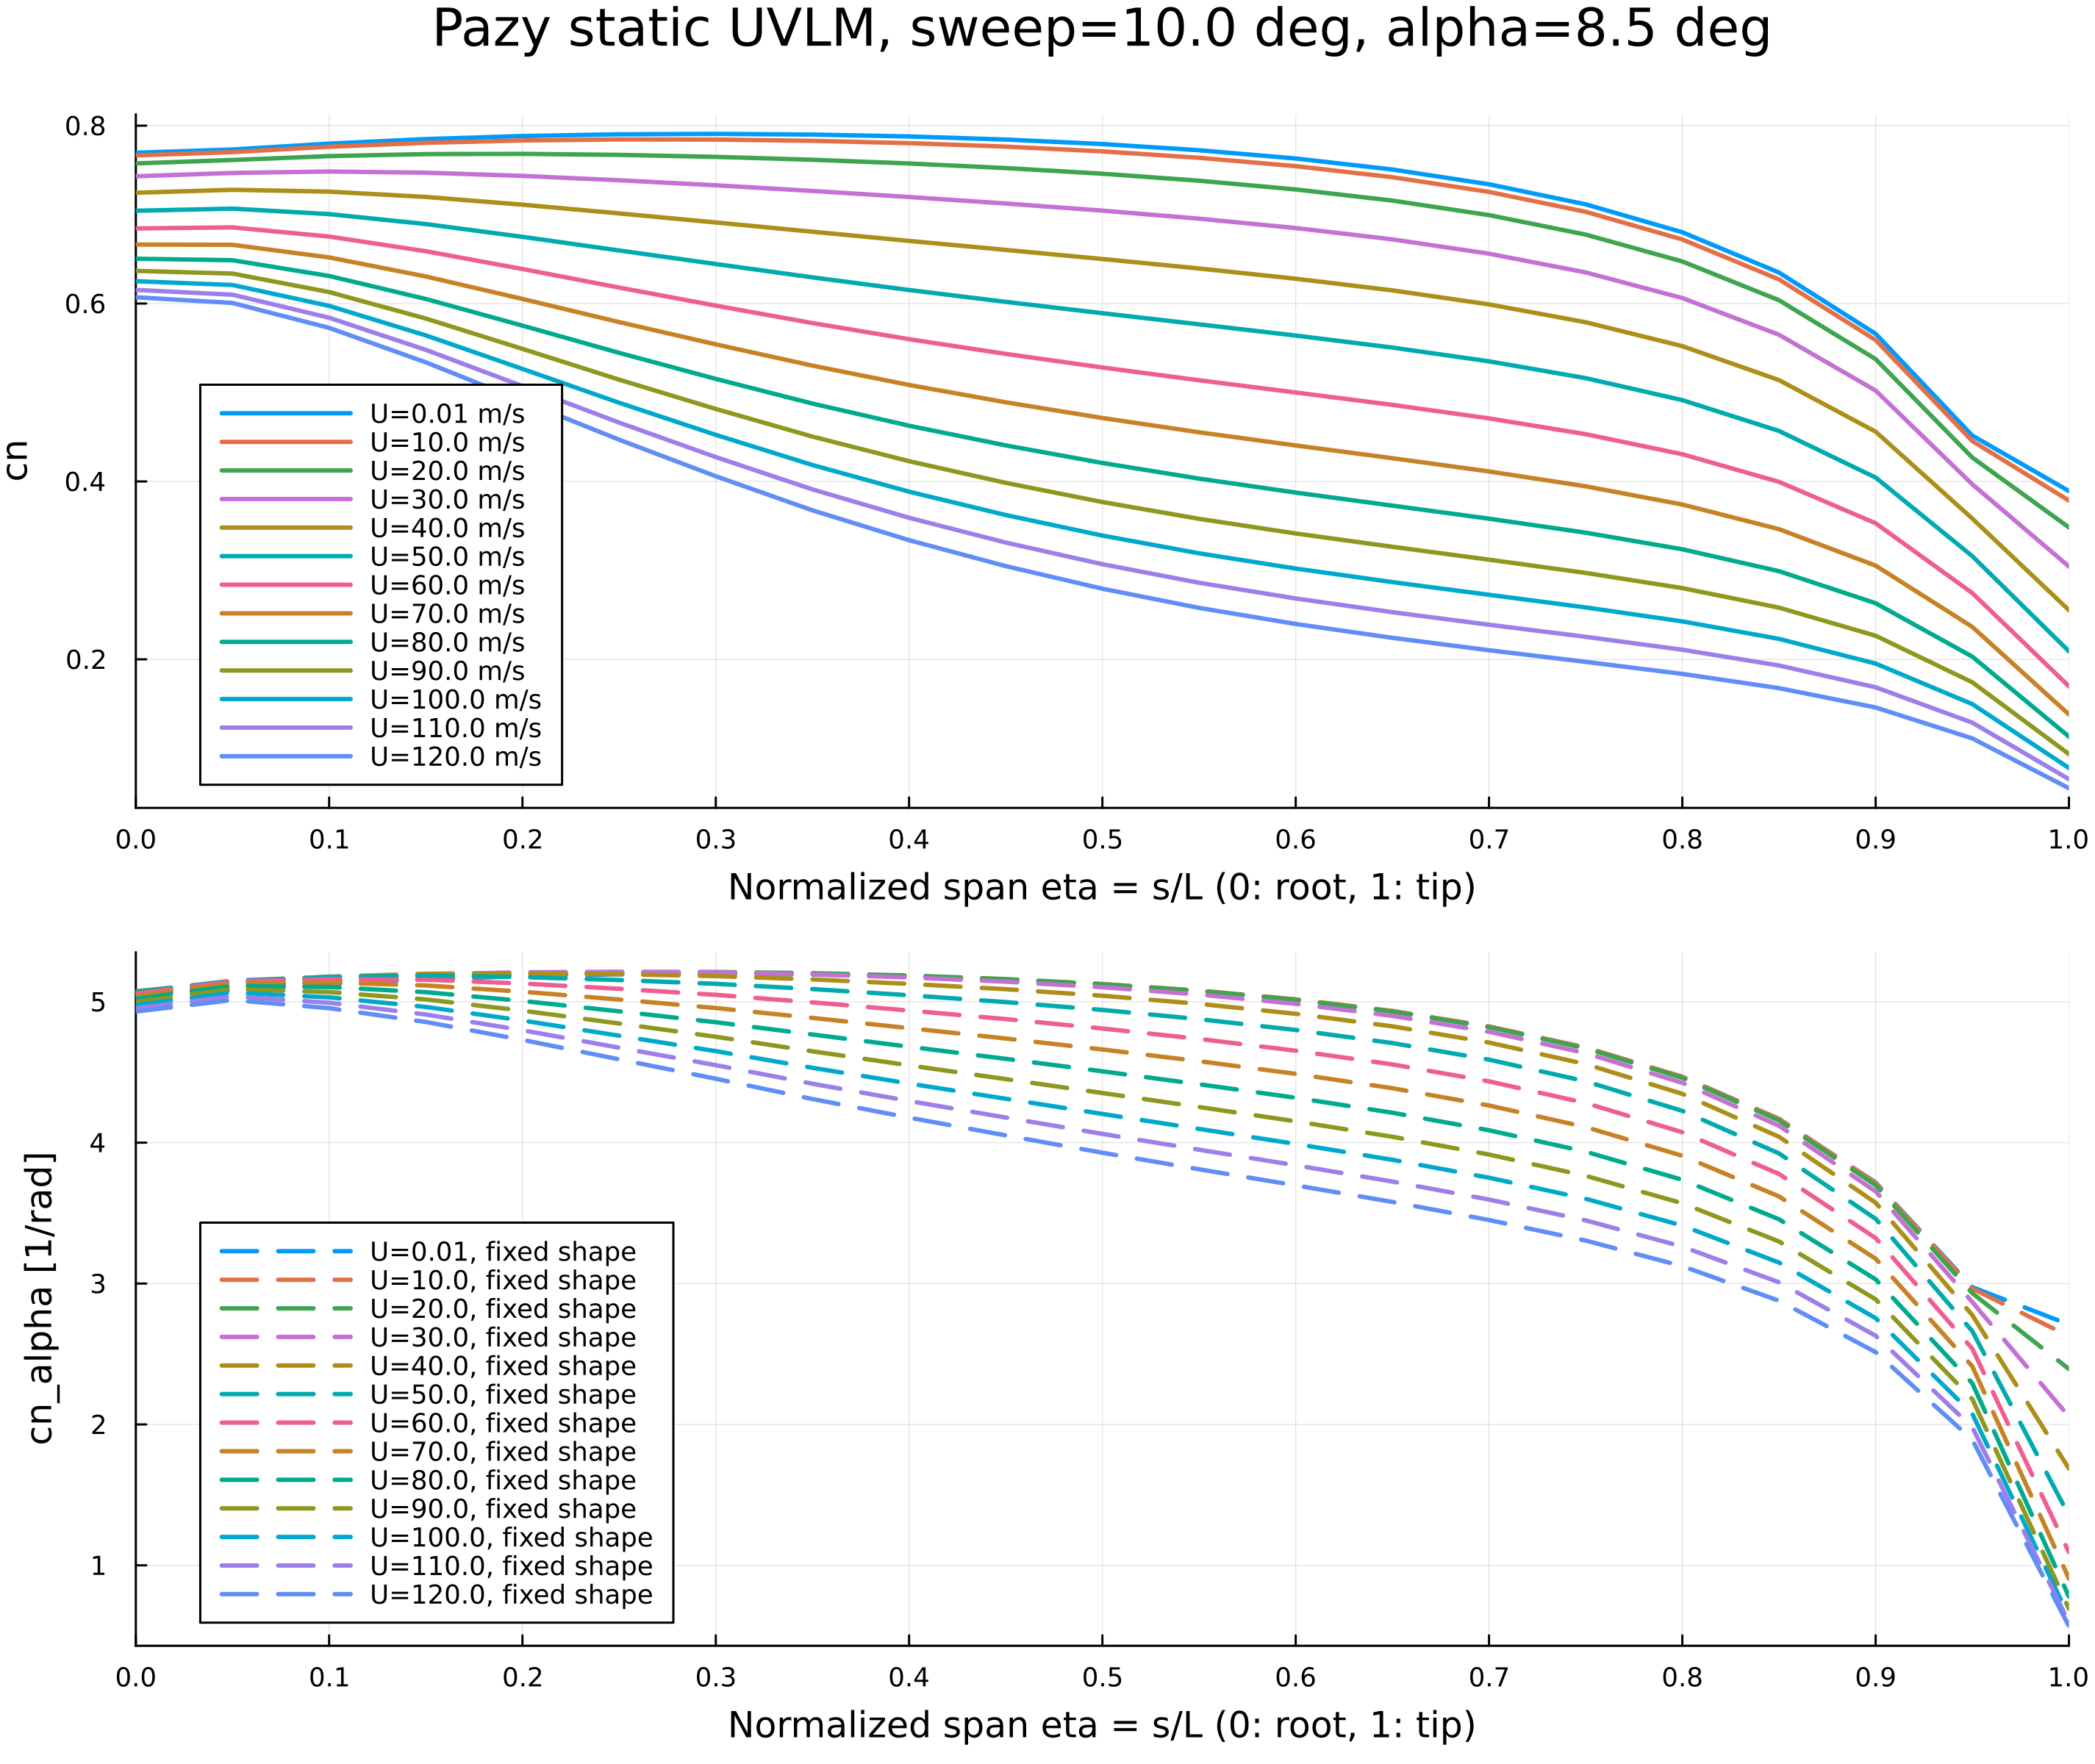 Pazy static UVLM, sweep=10.0 deg, alpha=8.5 deg
cn
0.8
0.6
0.4
0.2
U=0.01 m/s
U=10.0 m/s
U=20.0 m/s
U=30.0 m/s
U=40.0 m/s
U=50.0 m/s
U=60.0 m/s
U=70.0 m/s
U=80.0 m/s
U=90.0 m/s
U=100.0 m/s
U=110.0 m/s
U=120.0 m/s
0.0 0.1 0.2 0.3 0.4 0.5 0.6 0.7 0.8 0.9 1.0
Normalized span eta = s/L (0: root, 1: tip)
cn_alpha [1/rad]
5
4
3
2
1
U=0.01, fixed shape
U=10.0, fixed shape
U=20.0, fixed shape
U=30.0, fixed shape
U=40.0, fixed shape
U=50.0, fixed shape
U=60.0, fixed shape
U=70.0, fixed shape
U=80.0, fixed shape
U=90.0, fixed shape
U=100.0, fixed shape
U=110.0, fixed shape
U=120.0, fixed shape
0.0 0.1 0.2 0.3 0.4 0.5 0.6 0.7 0.8 0.9 1.0
Normalized span eta = s/L (0: root, 1: tip)